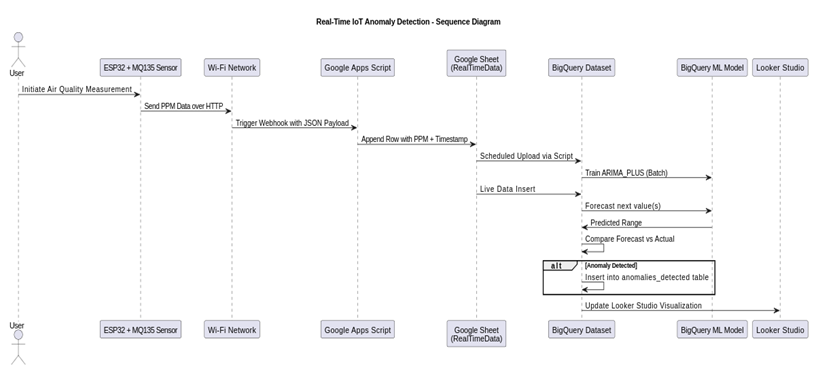 Real-Time IoT Anomaly Detection - Sequence Diagram
User
ESP32 + MQ135 Sensor
Wi-Fi Network
Google Apps Script
Google Sheet
(RealTimeData)
BigQuery Dataset
BigQuery ML Model
Looker Studio
Initiate Air Quality Measurement
Send PPM Data over HTTP
Trigger Webhook with JSON Payload
Append Row with PPM + Timestamp
Scheduled Upload via Script
Train ARIMA_PLUS (Batch)
Live Data Insert
Forecast next value(s)
Predicted Range
Compare Forecast vs Actual
alt
[Anomaly Detected]
Insert into anomalies_detected table
Update Looker Studio Visualization
User
ESP32 + MQ135 Sensor
Wi-Fi Network
Google Apps Script
Google Sheet
(RealTimeData)
BigQuery Dataset
BigQuery ML Model
Looker Studio